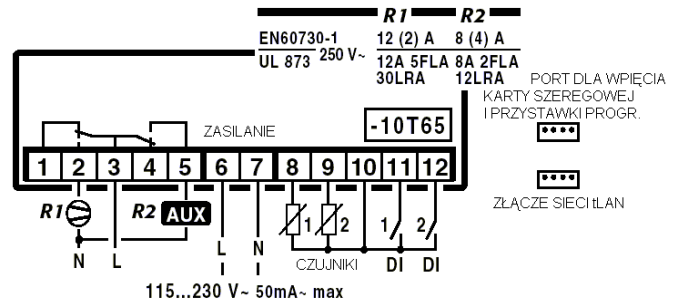 R1 R2
EN60730-1 250 V~ 12 (2) A 8 (4) A
UL 873 12A 5FLA 8A 2FLA
30LRA 12LRA
PORT DLA WPIĘCIA
KARTY SZEREGOWEJ
I PRZYSTAWKI PROGR.
ZASILANIE
-10T65
1 2 3 4 5 6 7 8 9 10 11 12
ZŁĄCZE SIECI tLAN
R1 R2 AUX
1 2 1 2
N L L N CZUJNIKI DI DI
115...230 V~ 50mA~ max